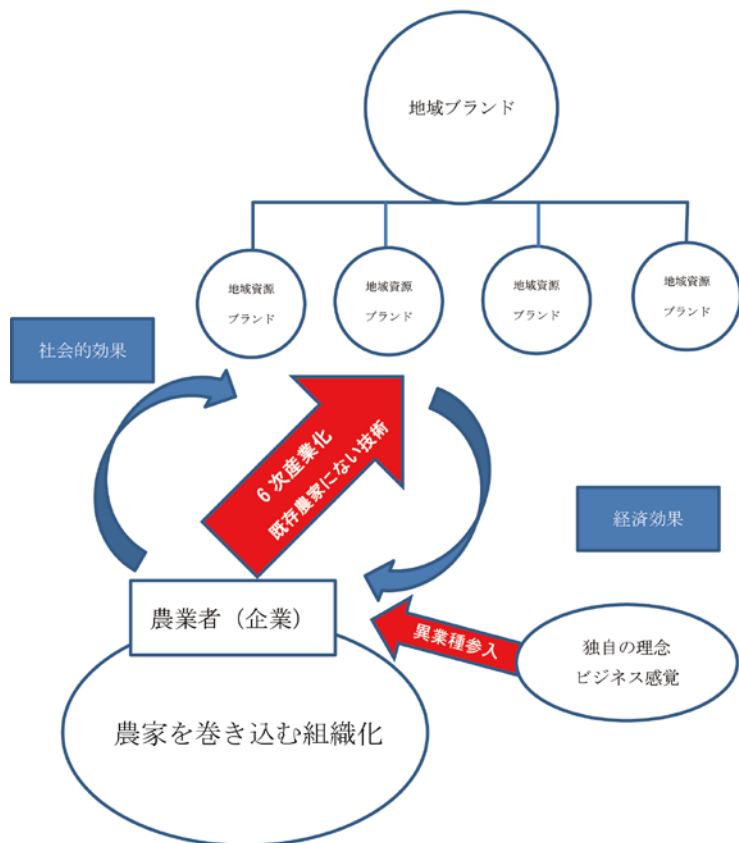 地域ブランド
地域資源
ブランド
地域資源
ブランド
地域資源
ブランド
地域資源
ブランド
社会的効果
6次産業化
既存農家にない技術
経済効果
農業者（企業）
異業種参入
独自の理念
ビジネス感覚
農家を巻き込む組織化